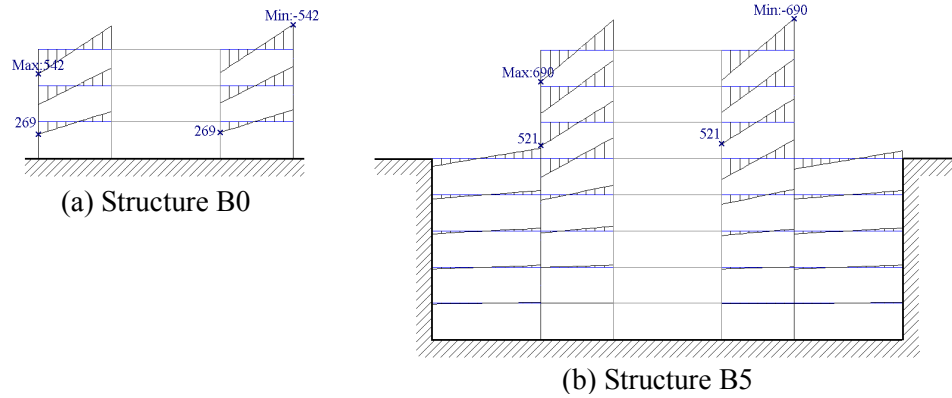 Min:-542
Max:542
269
269
(a) Structure B0
Min:-690
Max:690
521
521
(b) Structure B5